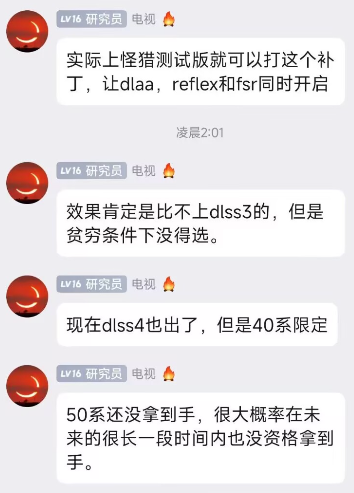 LV16 研究员 电视
实际上怪猎测试版就可以打这个补
丁，让dlaa，reflex和fsr同时开启
凌晨2:01
LV16 研究员 电视
效果肯定是比不上dlss3的，但是
贫穷条件下没得选。
LV16 研究员 电视
现在dlss4也出了，但是40系限定
LV16 研究员 电视
50系还没拿到手，很大概率在未
来的很长一段时间内也没资格拿到
手。